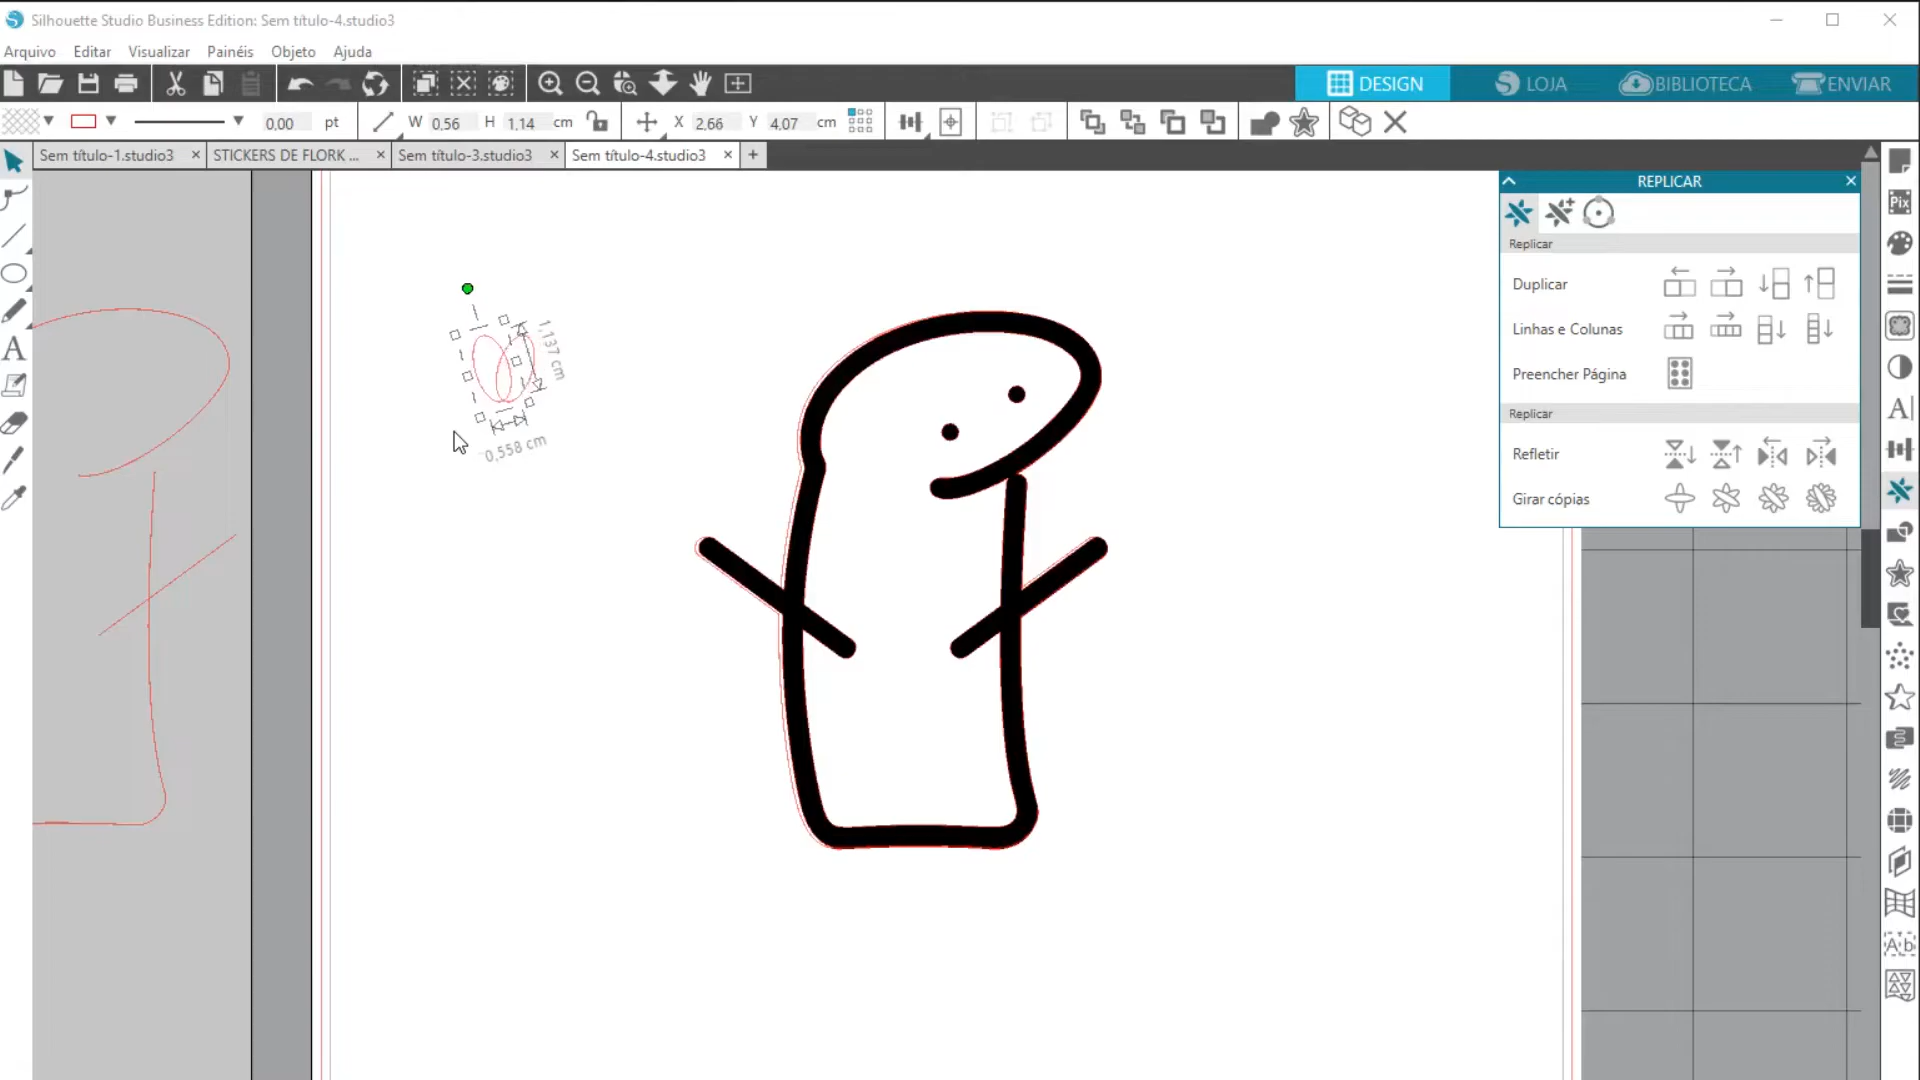 Silhouette Studio Business Edition: Sem título-4.studio3
Arquivo Editar Visualizar Painéis Objeto Ajuda
DESIGN LOJA BIBLIOTECA ENVIAR
0,00 pt W 0,56 H 1,14 cm X 2,66 Y 4,07 cm
Sem título-1.studio3 STICKERS DE FLORK ... Sem título-3.studio3 Sem título-4.studio3
REPLICAR
Pix
Replicar
Duplicar
Linhas e Colunas
Preencher Página
Replicar
Refletir
Girar cópias
1,137 cm
0,558 cm